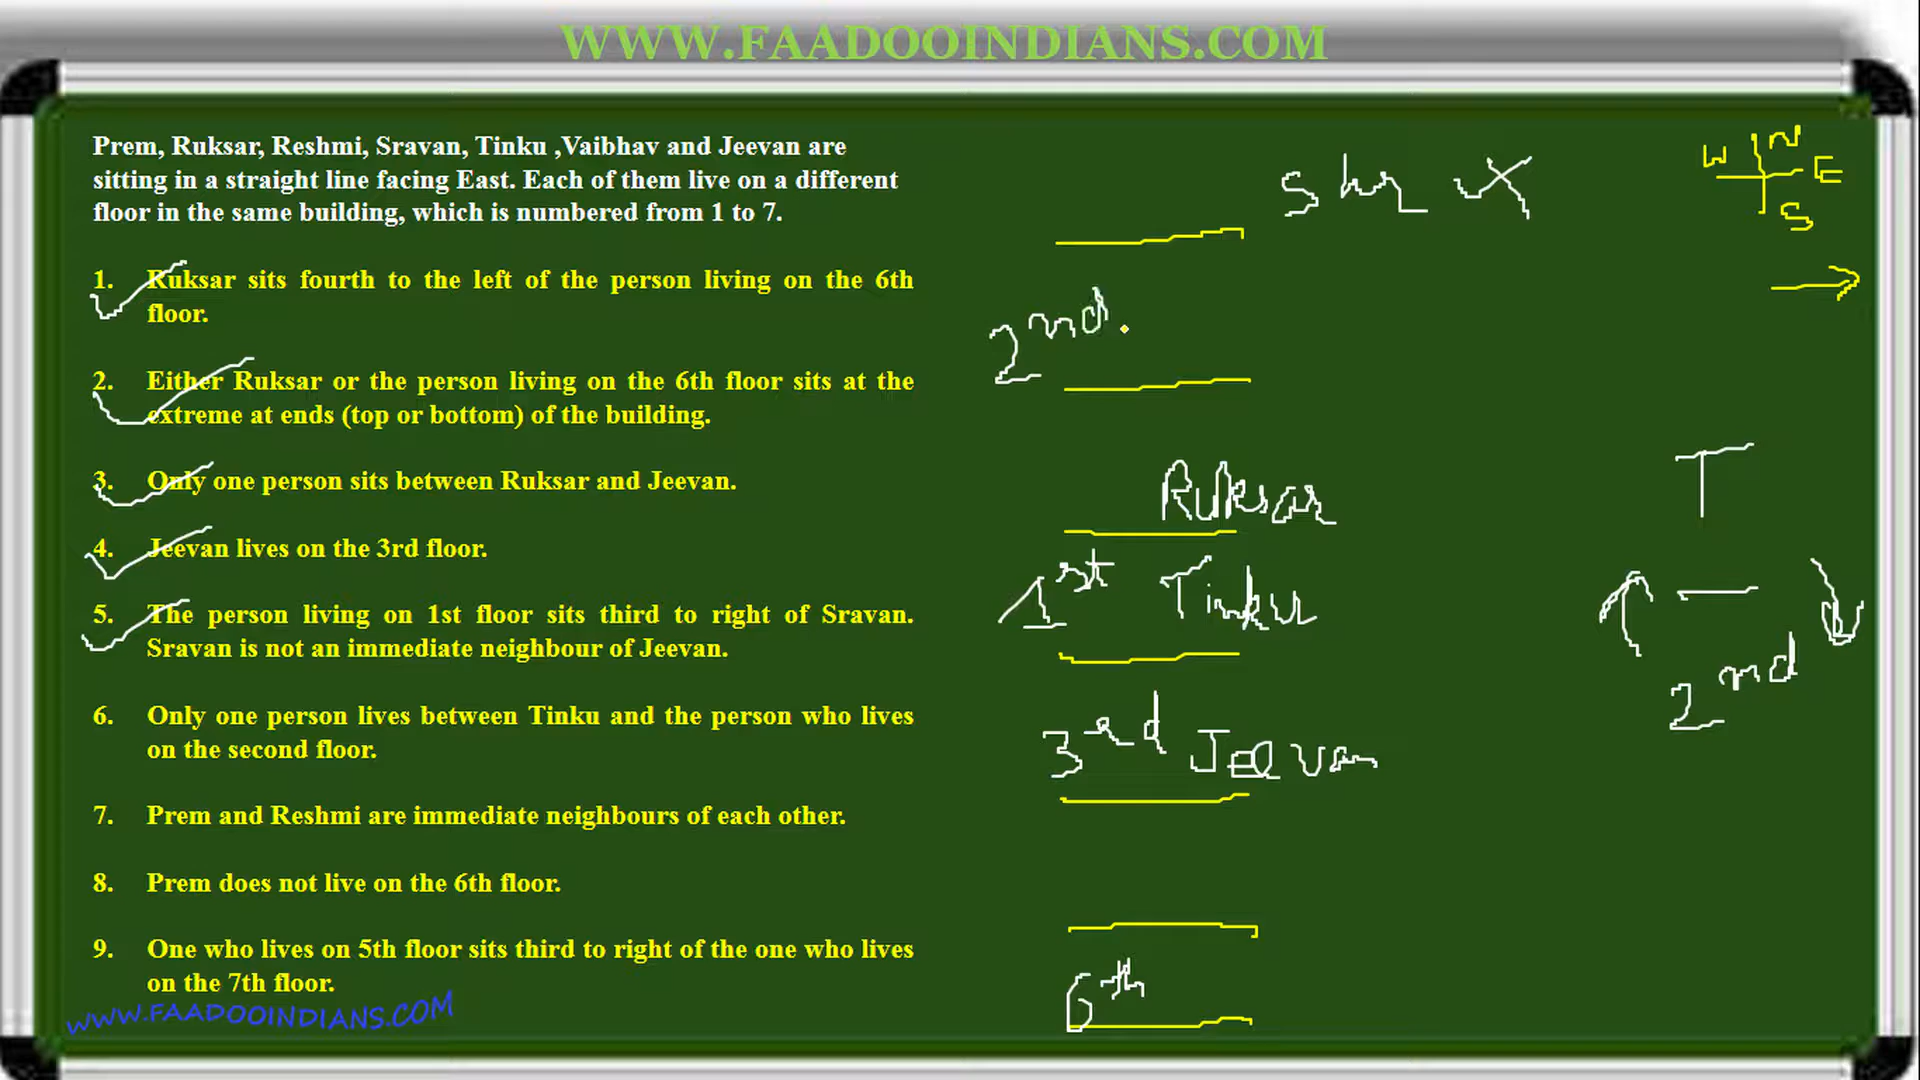 WWW.FAADOOINDIANS.COM
Prem, Ruksar, Reshmi, Sravan, Tinku ,Vaibhav and Jeevan are
sitting in a straight line facing East. Each of them live on a different
floor in the same building, which is numbered from 1 to 7.
1. Ruksar sits fourth to the left of the person living on the 6th
floor.
2. Either Ruksar or the person living on the 6th floor sits at the
extreme at ends (top or bottom) of the building.
3. Only one person sits between Ruksar and Jeevan.
4. Jeevan lives on the 3rd floor.
5. The person living on 1st floor sits third to right of Sravan.
Sravan is not an immediate neighbour of Jeevan.
6. Only one person lives between Tinku and the person who lives
on the second floor.
7. Prem and Reshmi are immediate neighbours of each other.
8. Prem does not live on the 6th floor.
9. One who lives on 5th floor sits third to right of the one who lives
on the 7th floor.
WWW.FAADOOINDIANS.COM
2nd
Ruksar
1st Tinku
3rd Jeevan
6th
W N E
S
T
2nd